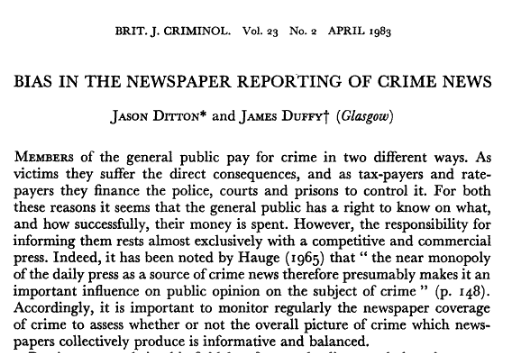 BRIT. J. CRIMINOL. Vol. 23 No. 2 APRIL 1983
BIAS IN THE NEWSPAPER REPORTING OF CRIME NEWS
JASON DITTON* and JAMES DUFFY† (Glasgow)
MEMBERS of the general public pay for crime in two different ways. As
victims they suffer the direct consequences, and as tax-payers and rate-
payers they finance the police, courts and prisons to control it. For both
these reasons it seems that the general public has a right to know on what,
and how successfully, their money is spent. However, the responsibility for
informing them rests almost exclusively with a competitive and commercial
press. Indeed, it has been noted by Hauge (1965) that “ the near monopoly
of the daily press as a source of crime news therefore presumably makes it an
important influence on public opinion on the subject of crime ” (p. 148).
Accordingly, it is important to monitor regularly the newspaper coverage
of crime to assess whether or not the overall picture of crime which news-
papers collectively produce is informative and balanced.